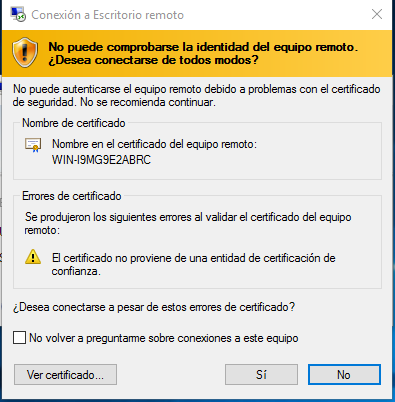 Conexión a Escritorio remoto
No puede comprobarse la identidad del equipo remoto.
¿Desea conectarse de todos modos?
No puede autenticarse el equipo remoto debido a problemas con el certificado
de seguridad. No se recomienda continuar.
Nombre de certificado
Nombre en el certificado del equipo remoto:
WIN-I9MG9E2ABRC
Errores de certificado
Se produjeron los siguientes errores al validar el certificado del equipo
remoto:
El certificado no proviene de una entidad de certificación de
confianza.
¿Desea conectarse a pesar de estos errores de certificado?
No volver a preguntarme sobre conexiones a este equipo
Ver certificado... Sí No